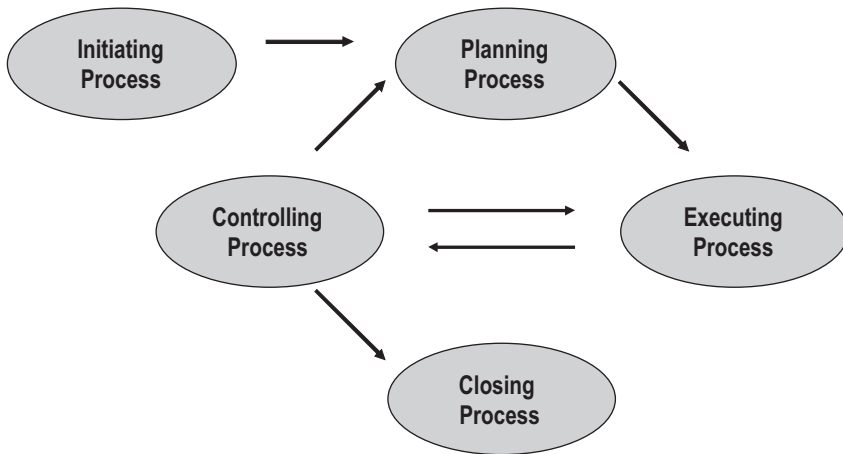 Initiating
Process
Planning
Process
Controlling
Process
Executing
Process
Closing
Process